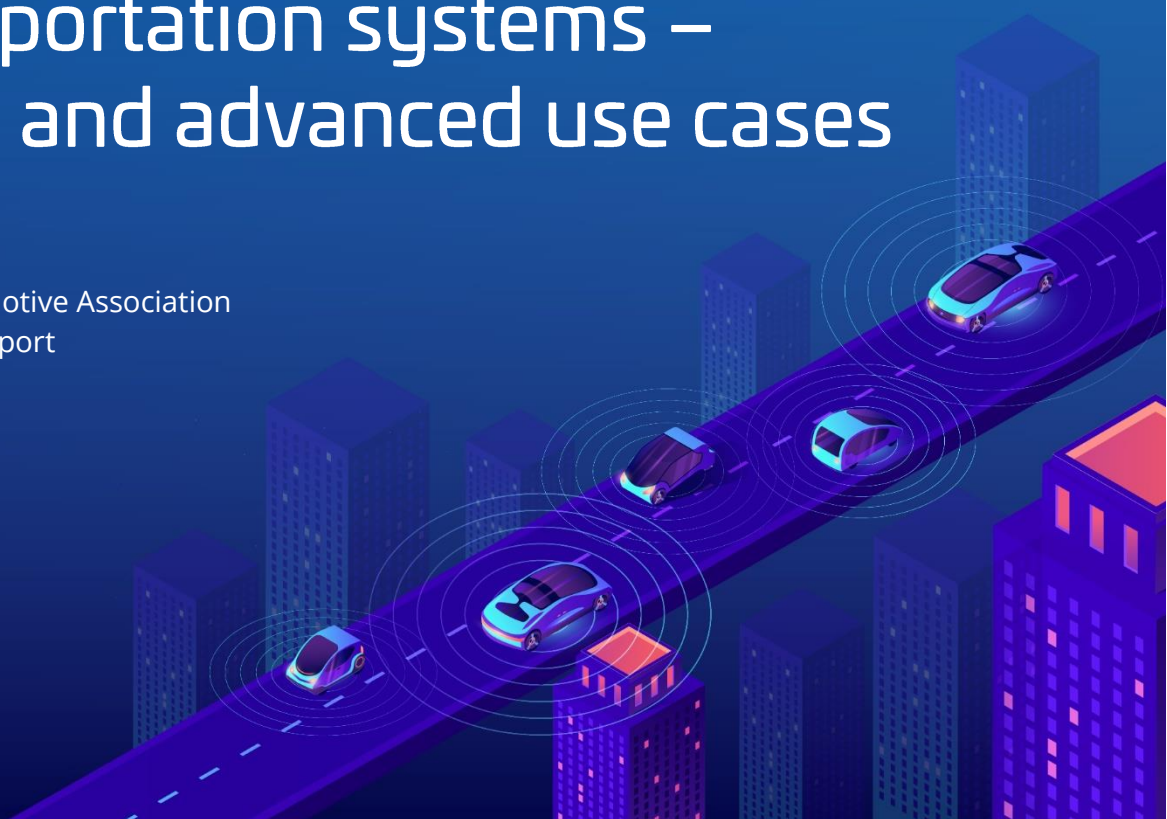 portation systems –
and advanced use cases
otive Association
port